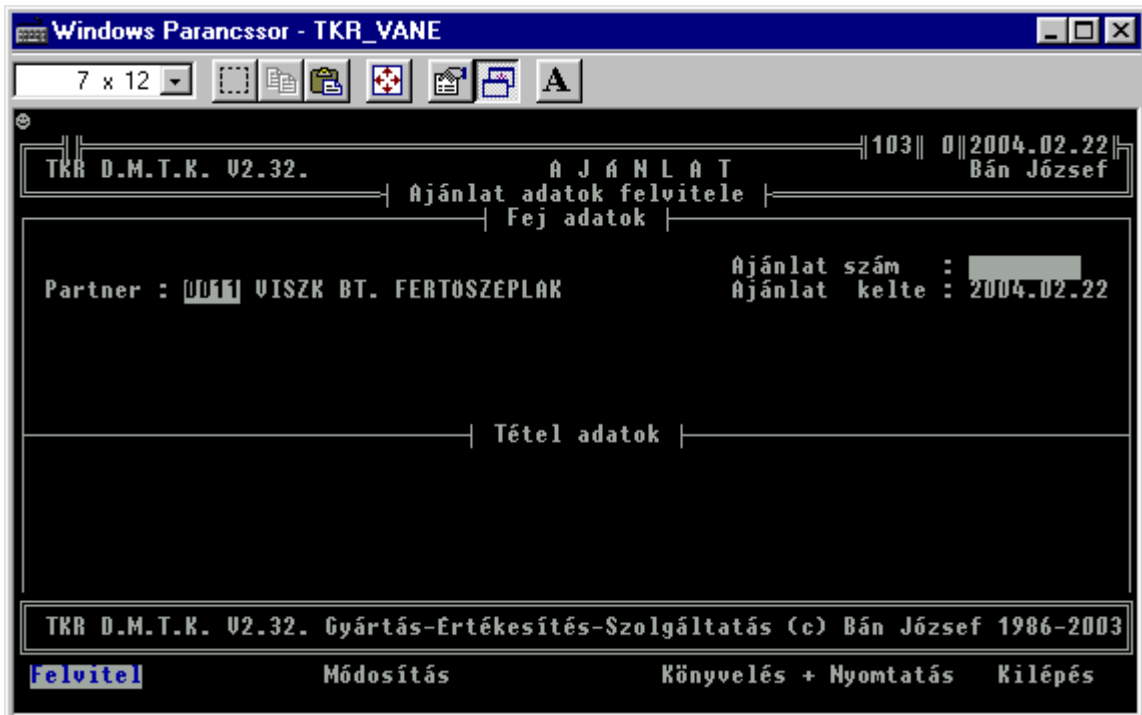 Windows Parancssor - TKR_VANE
7 x 12 A
103 0 2004.02.22
TKR D.M.T.K. V2.32. A J Á N L A T Bán József
Ajánlat adatok felvitele
Fej adatok
Ajánlat szám :
Partner : 0011 VISZK BT. FERTÖSZÉPLAK Ajánlat kelte : 2004.02.22
Tétel adatok
TKR D.M.T.K. V2.32. Gyártás-Értékesítés-Szolgáltatás (c) Bán József 1986-2003
Felvitel Módosítás Könyvelés + Nyomtatás Kilépés